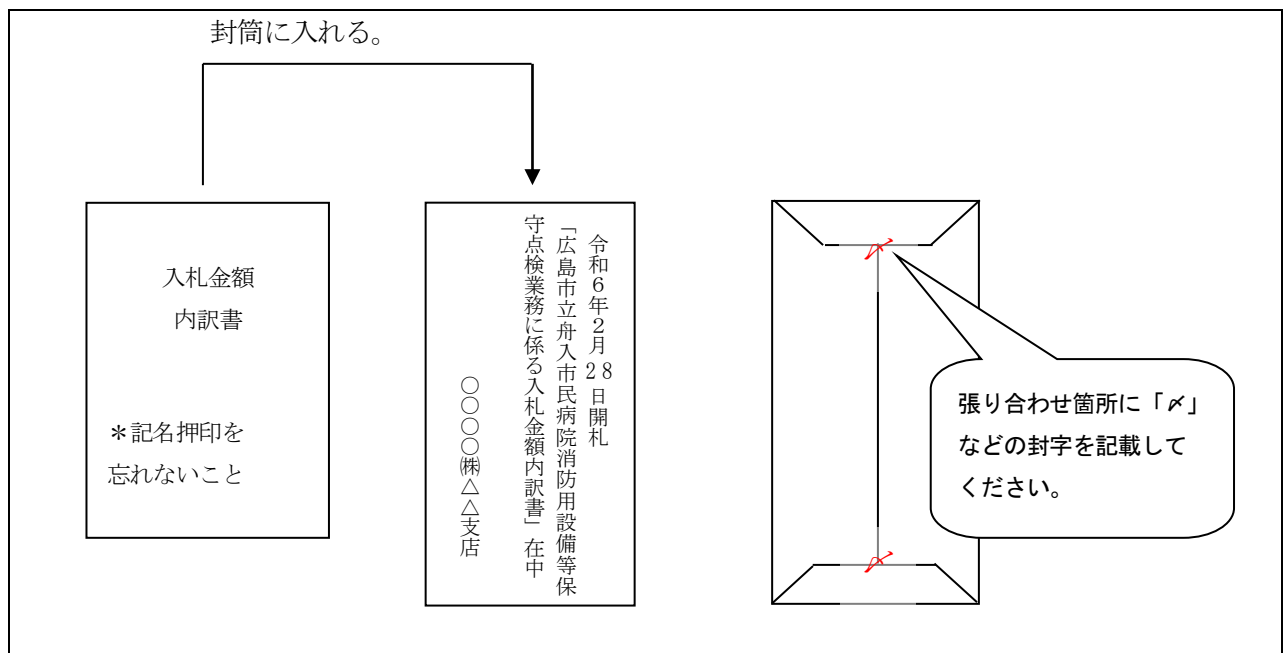 封筒に入れる。
入札金額
内訳書
＊記名押印を
忘れないこと
令和６年２月28日開札
「広島市立舟入市民病院消防用設備等保
守点検業務に係る入札金額内訳書」在中
○○○○㈱△△支店
〆
張り合わせ箇所に「〆」
などの封字を記載して
ください。
〆